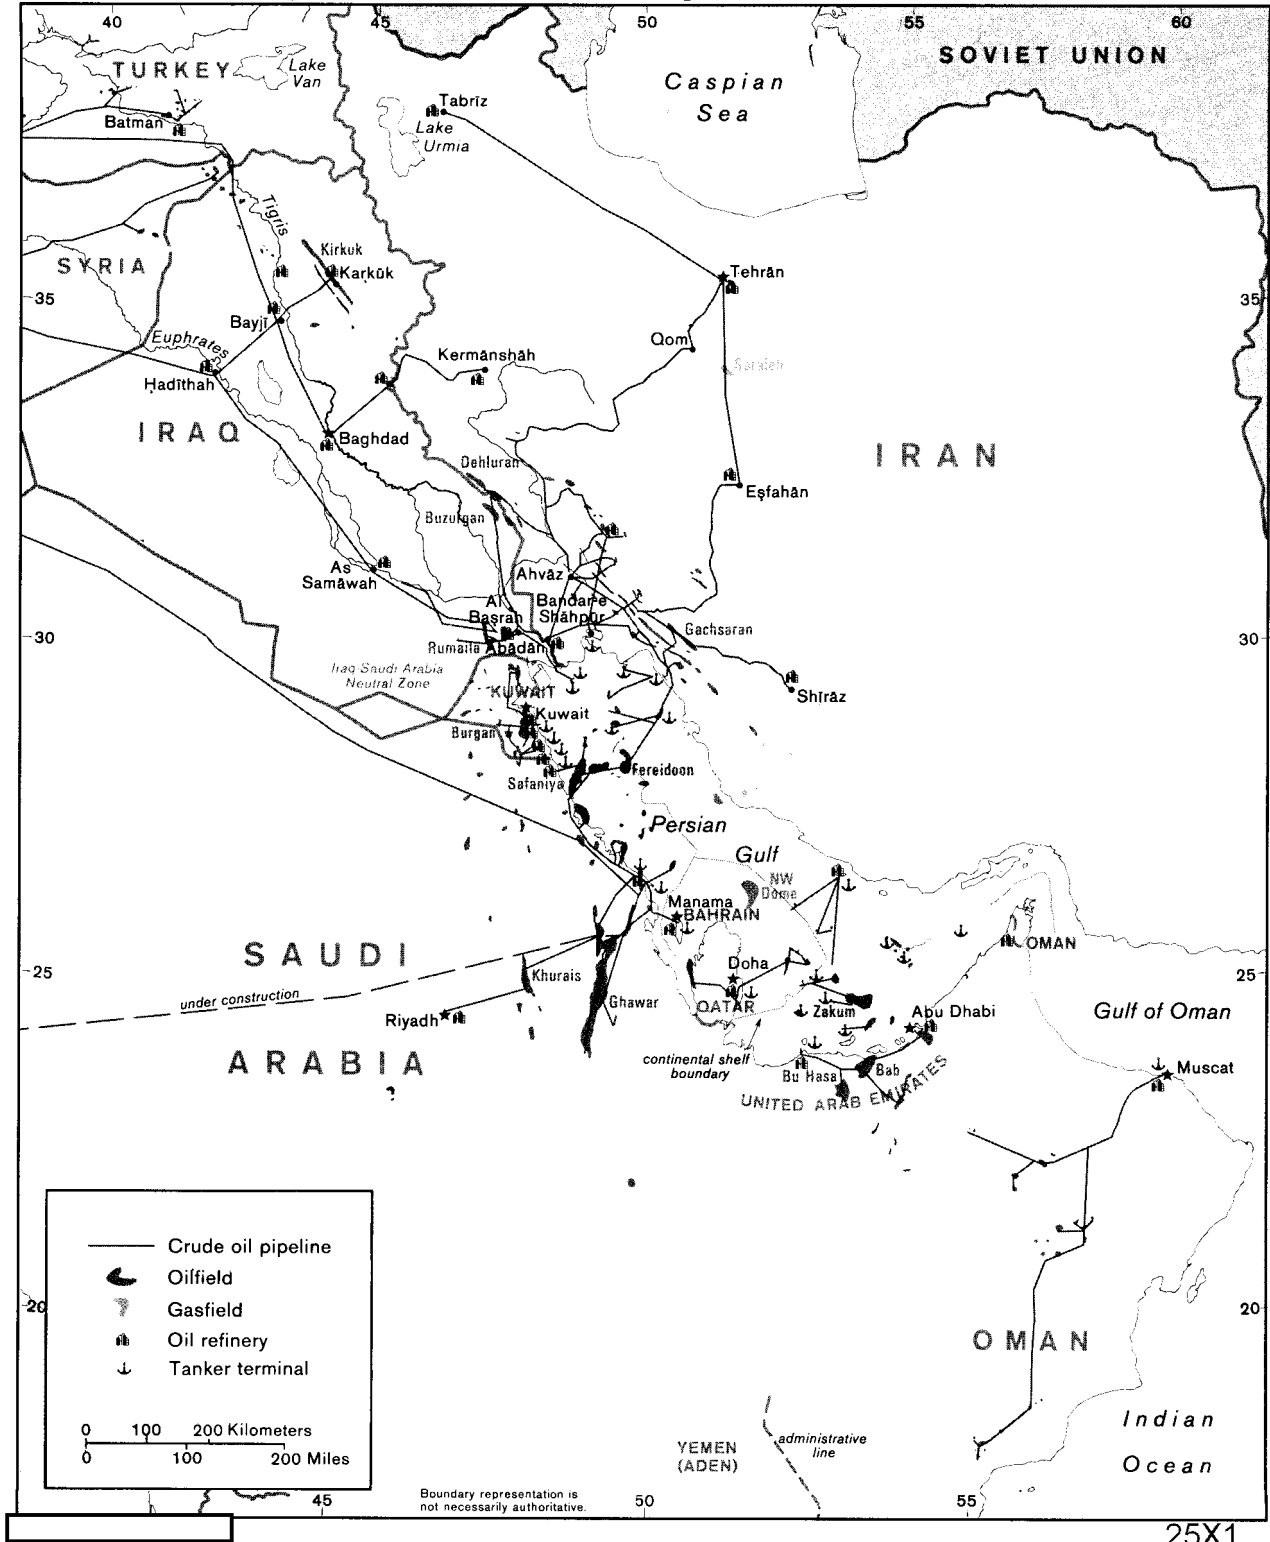 40
45
50
55
60
TURKEY
Lake
Van
Caspian
Sea
SOVIET UNION
Batman
Tabrīz
Lake
Urmia
Tigris
Kirkuk
Karkūk
SYRIA
Tehrān
35
35
Bayjī
Qom
Euphrates
Kermānshāh
Ḩadīthah
IRAQ
Baghdad
IRAN
Dehluran
Eşfahān
Buzurgan
As
Samāwah
Ahvāz
Al
Başrah
Bandar-e
Shāhpūr
30
30
Gachsaran
Rumaila
Ābādān
Iraq Saudi Arabia
Neutral Zone
Shīrāz
KUWAIT
Kuwait
Burgan
Safaniya
Fereidoon
Persian
Gulf
NW
Dome
Manama
BAHRAIN
SAUDI
OMAN
25
25
Khurais
Doha
under construction
Ghawar
QATAR
Zakum
Abu Dhabi
Gulf of Oman
Riyadh
ARABIA
continental shelf
boundary
Bu Hasa
Bab
Muscat
UNITED ARAB EMIRATES
Crude oil pipeline
Oilfield
Gasfield
Oil refinery
Tanker terminal
20
20
OMAN
0 100 200 Kilometers
0 100 200 Miles
Indian
Ocean
YEMEN
(ADEN)
administrative
line
Boundary representation is
not necessarily authoritative.
45
50
55
25X1